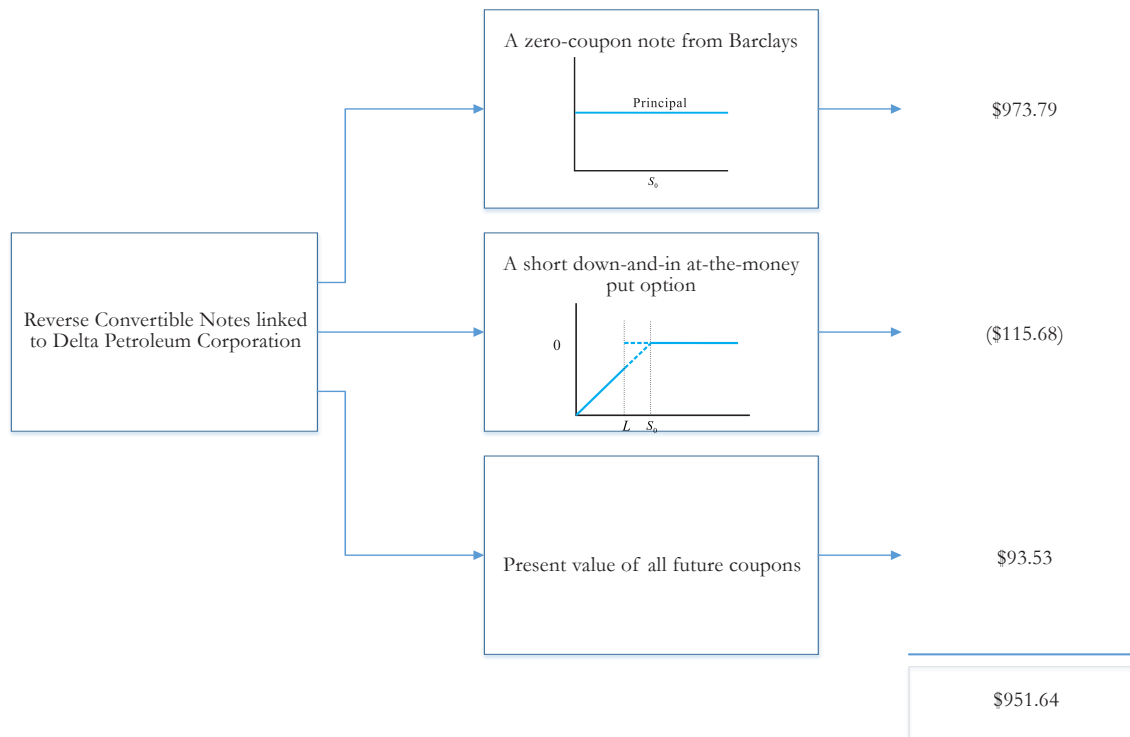 A zero-coupon note from Barclays
Principal
S₀
$973.79
Reverse Convertible Notes linked
to Delta Petroleum Corporation
A short down-and-in at-the-money
put option
0
L S₀
($115.68)
Present value of all future coupons
$93.53
$951.64